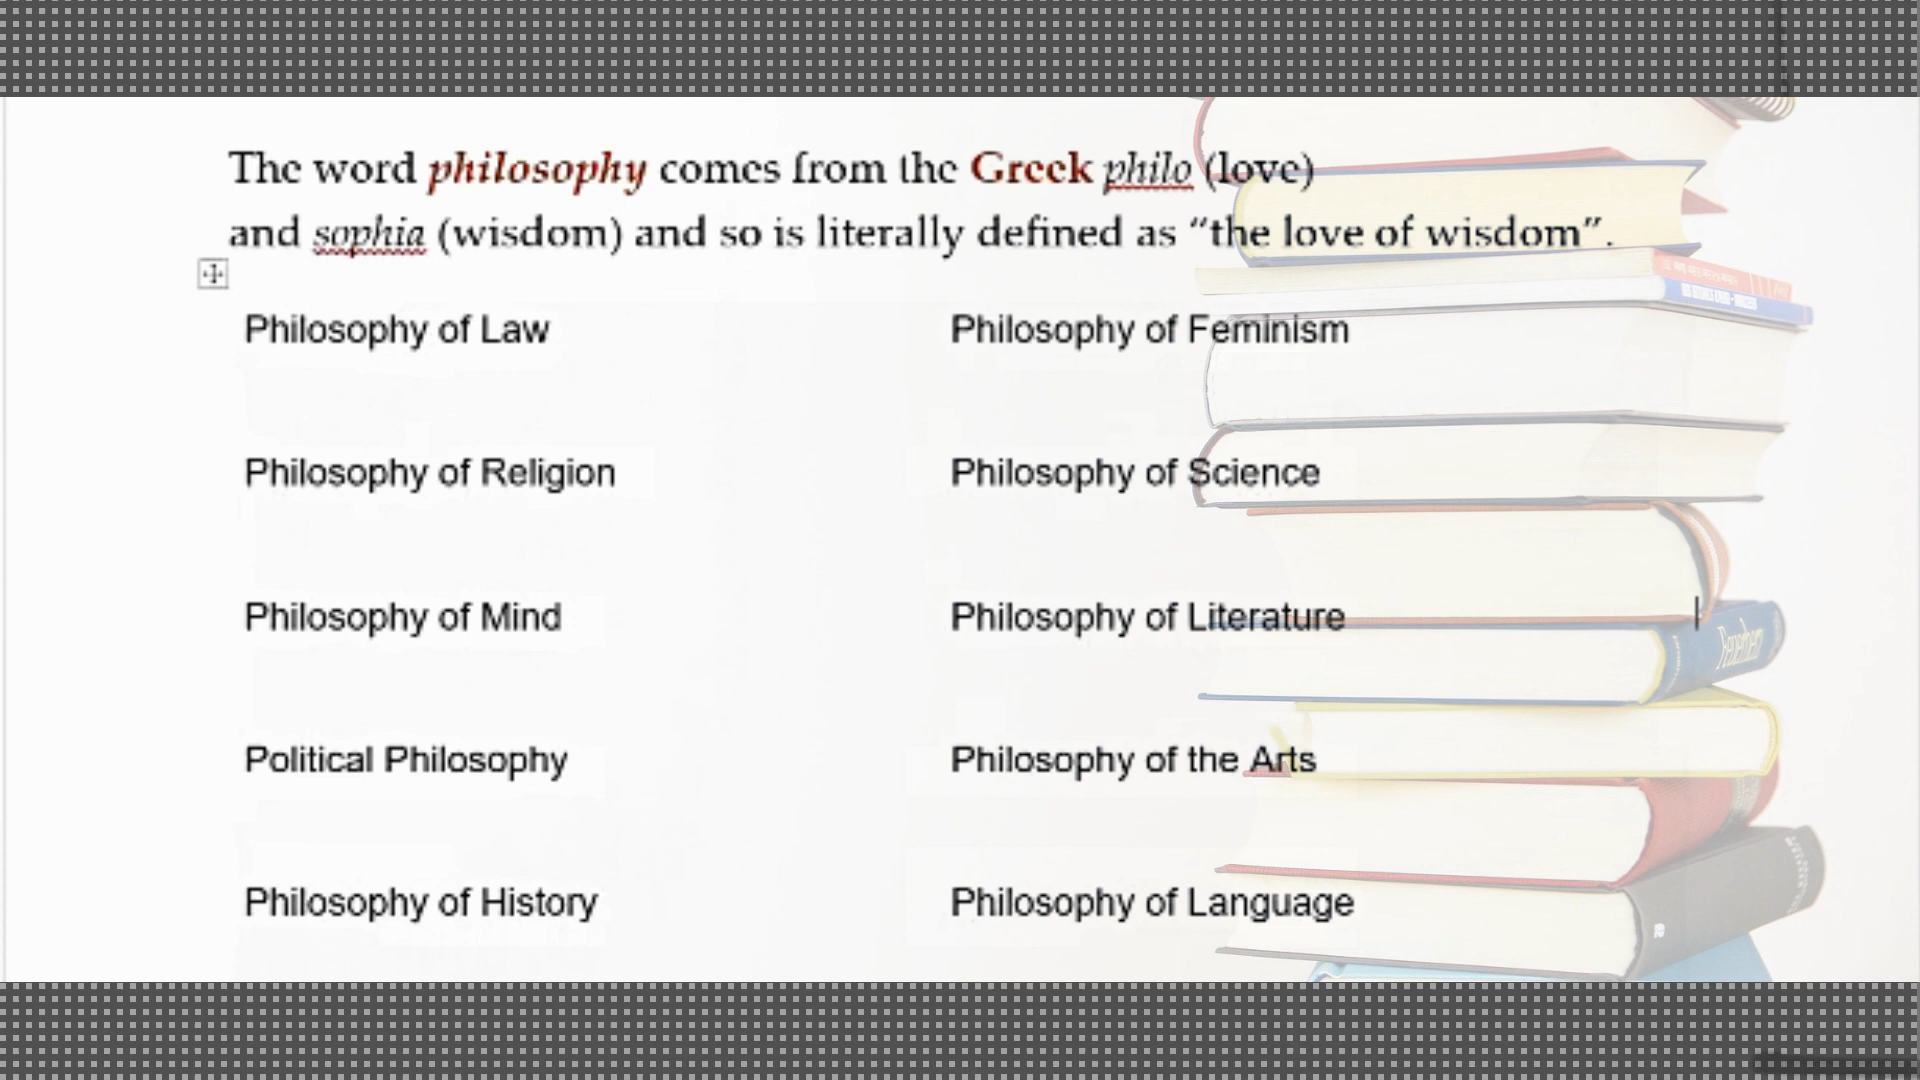 The word philosophy comes from the Greek philo (love)
and sophia (wisdom) and so is literally defined as “the love of wisdom”.
Philosophy of Law
Philosophy of Feminism
Philosophy of Religion
Philosophy of Science
Philosophy of Mind
Philosophy of Literature
Political Philosophy
Philosophy of the Arts
Philosophy of History
Philosophy of Language